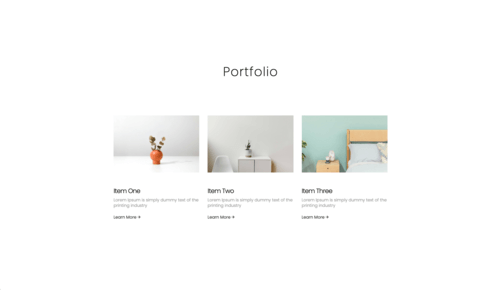 Portfolio
Item One
Lorem ipsum is simply dummy text of the
printing industry
Learn More →
Item Two
Lorem ipsum is simply dummy text of the
printing industry
Learn More →
Item Three
Lorem ipsum is simply dummy text of the
printing industry
Learn More →